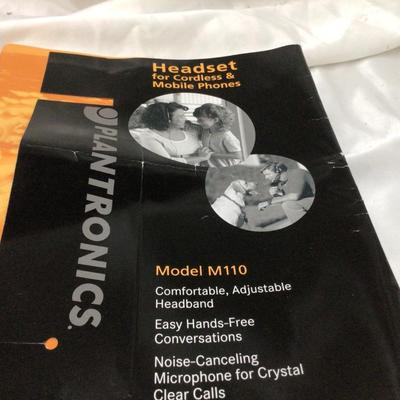 Headset
for Cordless &
Mobile Phones
PLANTRONICS®
Model M110
Comfortable, Adjustable
Headband
Easy Hands-Free
Conversations
Noise-Canceling
Microphone for Crystal
Clear Calls